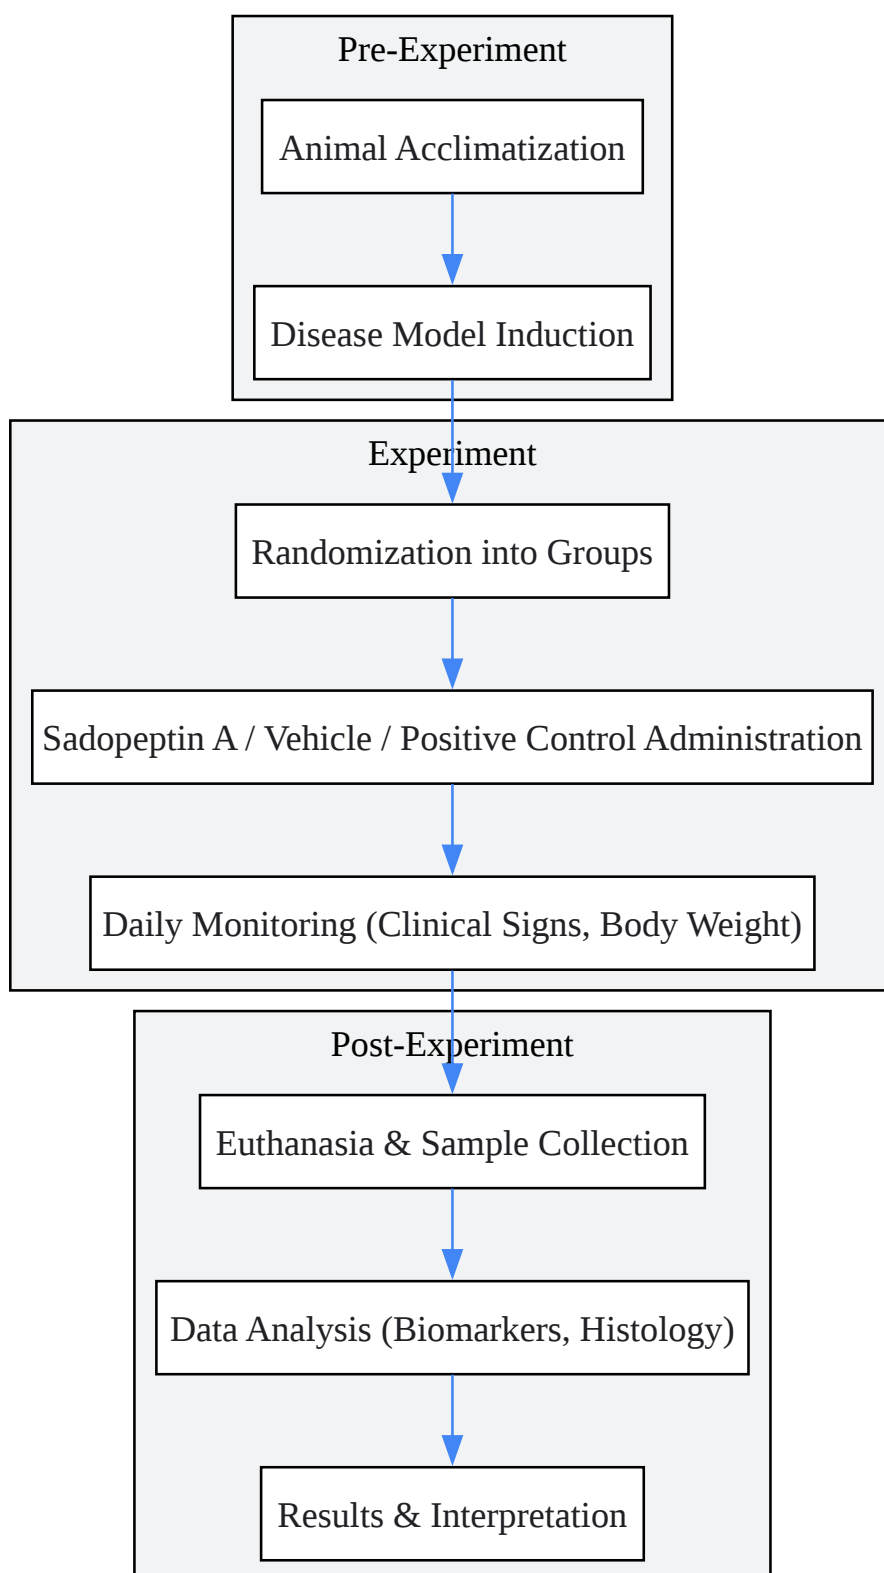 Pre-Experiment
Animal Acclimatization
Disease Model Induction
Experiment
Randomization into Groups
Sadopeptin A / Vehicle / Positive Control Administration
Daily Monitoring (Clinical Signs, Body Weight)
Post-Experiment
Euthanasia & Sample Collection
Data Analysis (Biomarkers, Histology)
Results & Interpretation